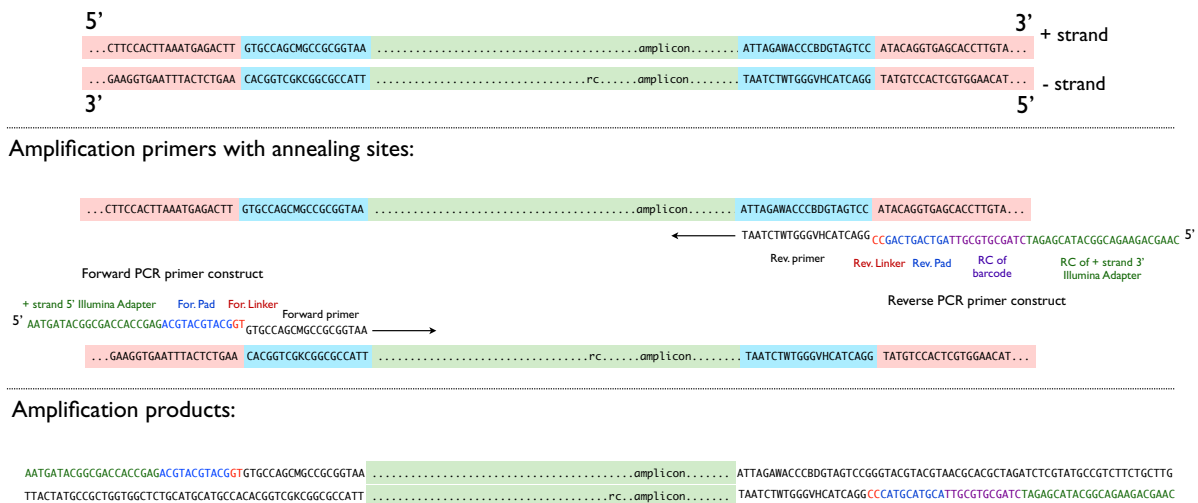 5’ 3’
...CTTCCACTTAAATGAGACTT GTGCCAGCMGCCGCGGTAA ...................................amplicon....... ATTAGAWACCCBDGTAGTCC ATACAGGTGAGCACCTTGTA... + strand
...GAAGGTGAATTTACTCTGAA CACGGTCGKCGGCGCCATT ............................rc......amplicon....... TAATCTWTGGGVHCATCAGG TATGTCCACTCGTGGAACAT... - strand
3’ 5’
Amplification primers with annealing sites:
...CTTCCACTTAAATGAGACTT GTGCCAGCMGCCGCGGTAA ...................................amplicon....... ATTAGAWACCCBDGTAGTCC ATACAGGTGAGCACCTTGTA...
TAATCTWTGGGVHCATCAGG CCGACTGACTGATTGCGTGCGATCTAGAGCATACGGCAGAAGACGAAC 5’
Rev. primer Rev. Linker Rev. Pad RC of barcode RC of + strand 3’ Illumina Adapter
Forward PCR primer construct
Reverse PCR primer construct
+ strand 5’ Illumina Adapter For. Pad For. Linker
Forward primer
5’ AATGATACGGCGACCACCGAGACGTACGTACGGT GTGCCAGCMGCCGCGGTAA
...GAAGGTGAATTTACTCTGAA CACGGTCGKCGGCGCCATT ............................rc......amplicon....... TAATCTWTGGGVHCATCAGG TATGTCCACTCGTGGAACAT...
Amplification products:
AATGATACGGCGACCACCGAGACGTACGTACGGTGTGCCAGCMGCCGCGGTAA ...................................amplicon....... ATTAGAWACCCBDGTAGTCCGGGTACGTACGTAACGCACGCTAGATCTCGTATGCCGTCTTCTGCTTG
TTACTATGCCGCTGGTGGCTCTGCATGCATGCCACACGGTCGKCGGCGCCATT ...............................rc..amplicon....... TAATCTWTGGGVHCATCAGGCCCATGCATGCATTGCGTGCGATCTAGAGCATACGGCAGAAGACGAAC